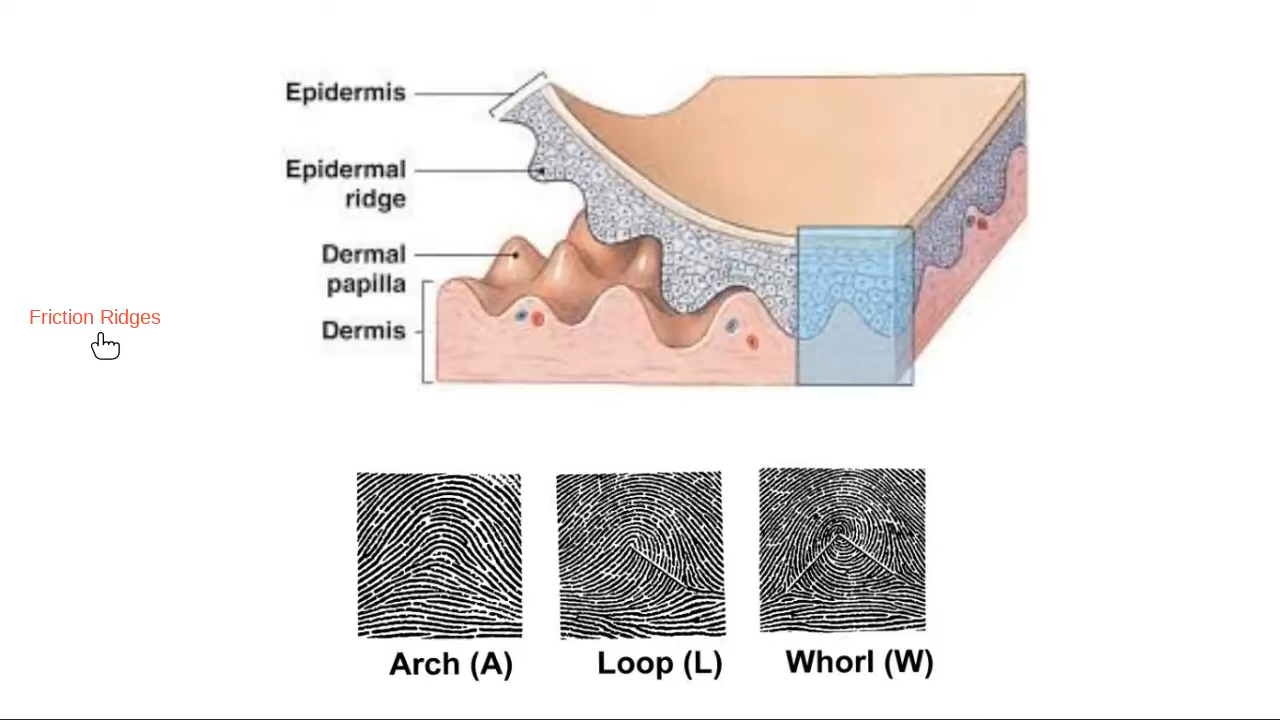 Epidermis
Epidermal
ridge
Dermal
papilla
Friction Ridges
Dermis
Arch (A)
Loop (L)
Whorl (W)